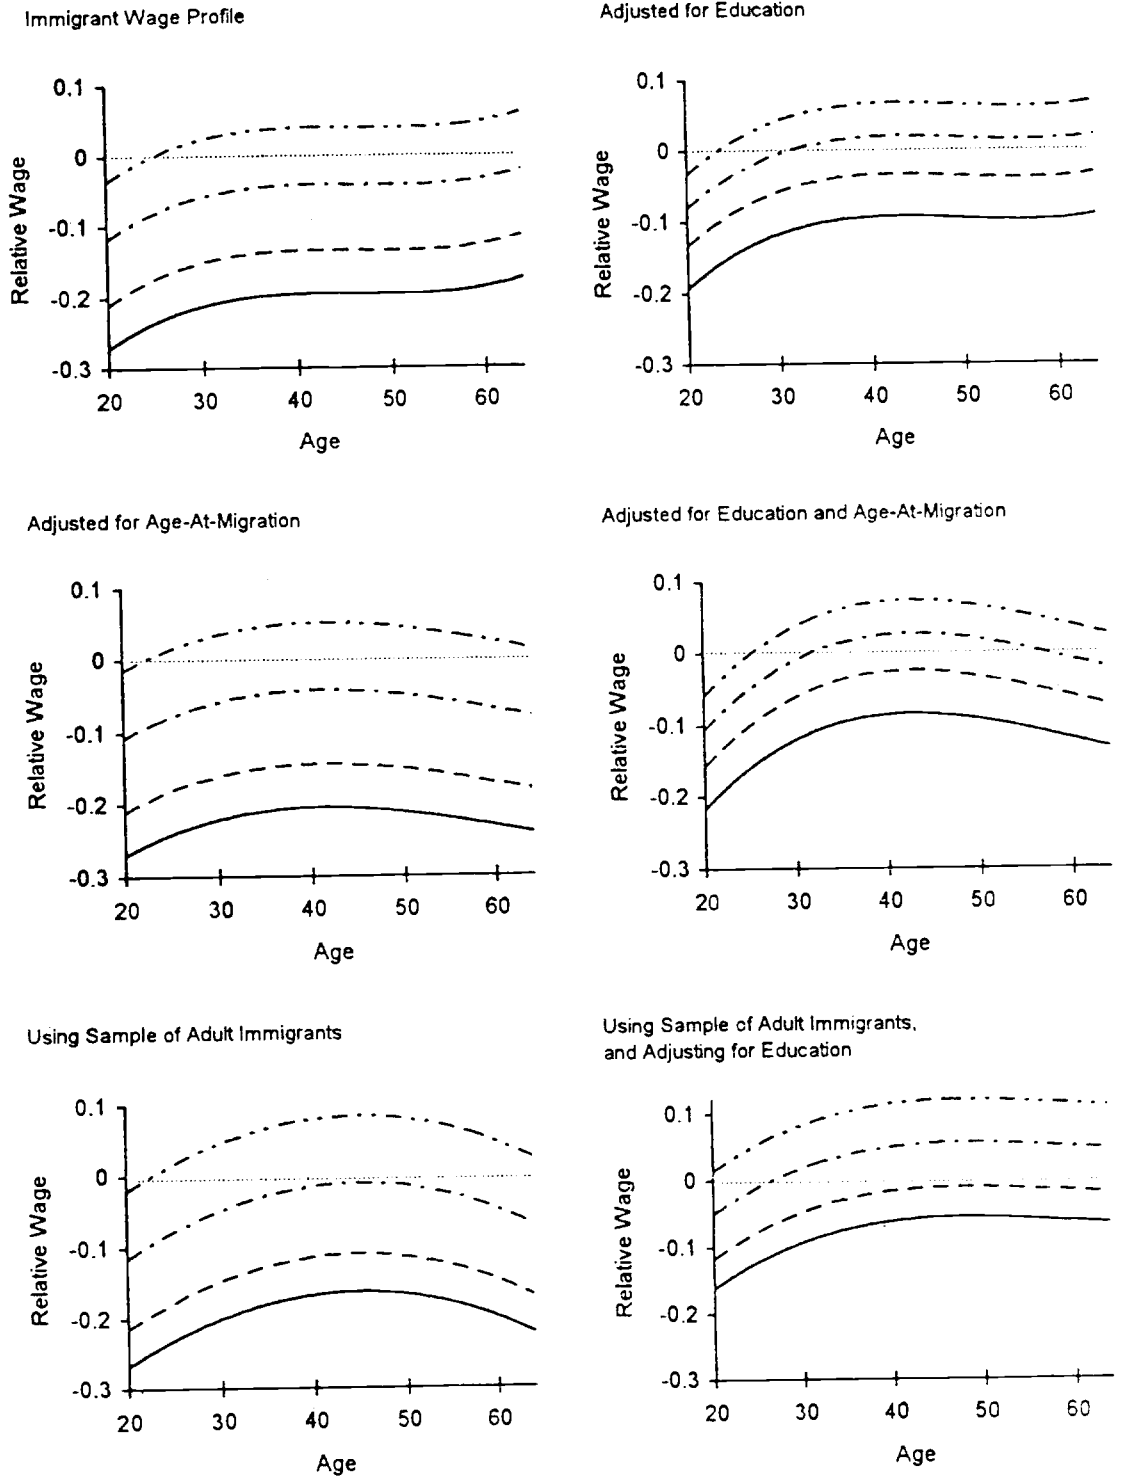 Immigrant Wage Profile
0.1
0
-0.1
-0.2
-0.3
Relative Wage
20 30 40 50 60
Age
Adjusted for Education
0.1
0
-0.1
-0.2
-0.3
Relative Wage
20 30 40 50 60
Age
Adjusted for Age-At-Migration
0.1
0
-0.1
-0.2
-0.3
Relative Wage
20 30 40 50 60
Age
Adjusted for Education and Age-At-Migration
0.1
0
-0.1
-0.2
-0.3
Relative Wage
20 30 40 50 60
Age
Using Sample of Adult Immigrants
0.1
0
-0.1
-0.2
-0.3
Relative Wage
20 30 40 50 60
Age
Using Sample of Adult Immigrants,
and Adjusting for Education
0.1
0
-0.1
-0.2
-0.3
Relative Wage
20 30 40 50 60
Age